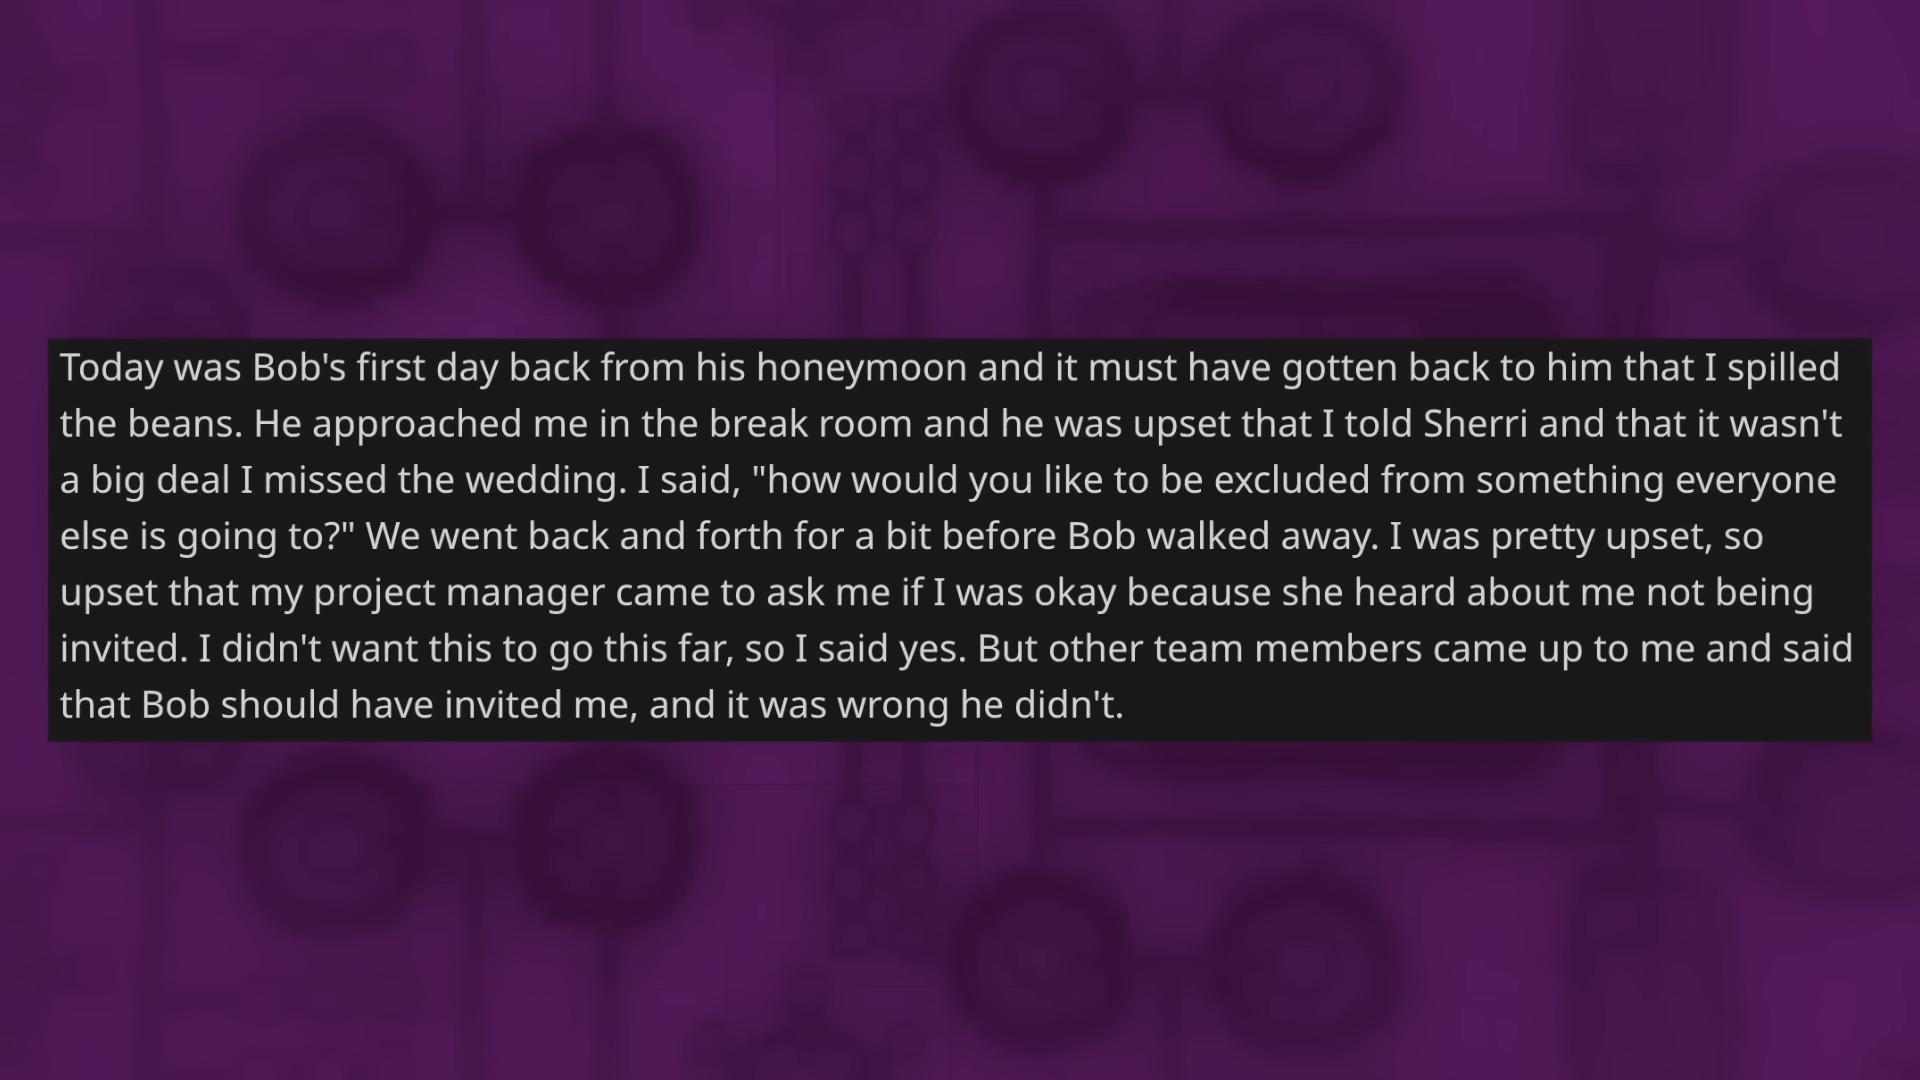 Today was Bob's first day back from his honeymoon and it must have gotten back to him that I spilled
the beans. He approached me in the break room and he was upset that I told Sherri and that it wasn't
a big deal I missed the wedding. I said, "how would you like to be excluded from something everyone
else is going to?" We went back and forth for a bit before Bob walked away. I was pretty upset, so
upset that my project manager came to ask me if I was okay because she heard about me not being
invited. I didn't want this to go this far, so I said yes. But other team members came up to me and said
that Bob should have invited me, and it was wrong he didn't.